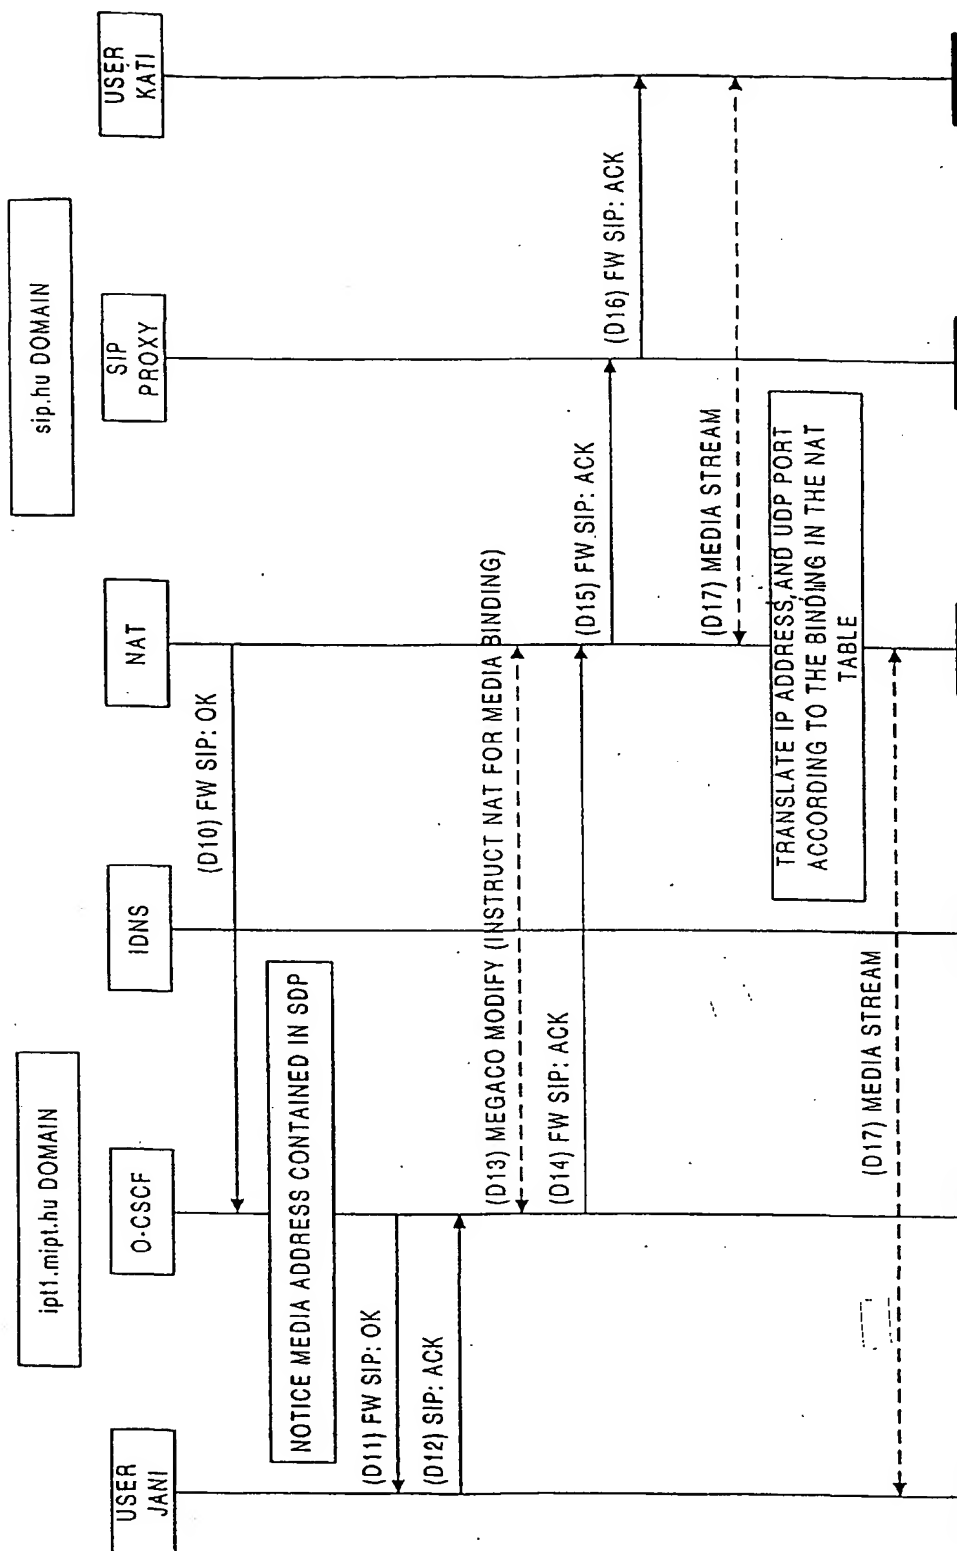 ipt1.mipt.hu DOMAIN
sip.hu DOMAIN
USER
JANI
O-CSCF
IDNS
NAT
SIP
PROXY
USER
KATI
(D10) FW SIP: OK
NOTICE MEDIA ADDRESS CONTAINED IN SDP
(D11) FW SIP: OK
(D12) SIP: ACK
(D13) MEGACO MODIFY (INSTRUCT NAT FOR MEDIA BINDING)
(D14) FW SIP: ACK
(D15) FW SIP: ACK
(D16) FW SIP: ACK
(D17) MEDIA STREAM
TRANSLATE IP ADDRESS AND UDP PORT
ACCORDING TO THE BINDING IN THE NAT
TABLE
(D17) MEDIA STREAM